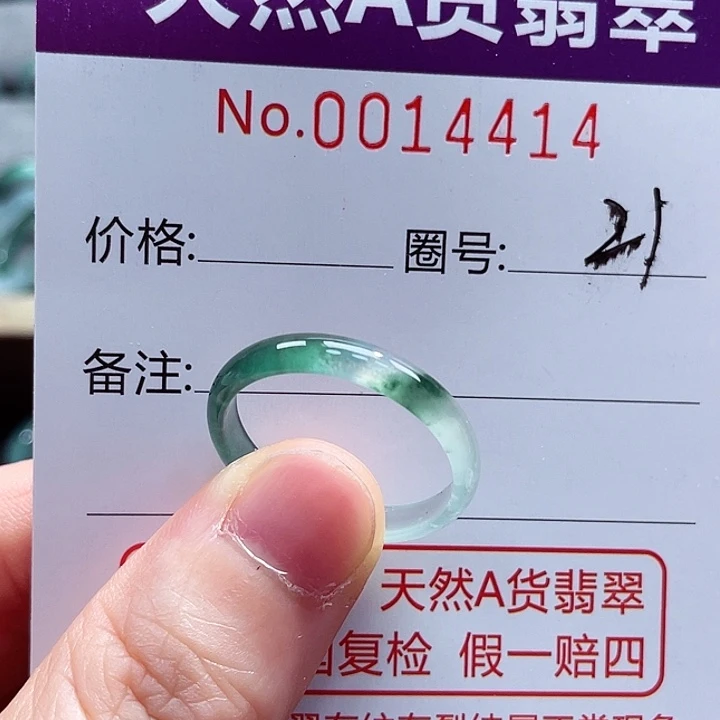 天然A货翡翠
No.0014414
价格: 圈号: 21
备注:
天然A货翡翠
复检 假一赔四